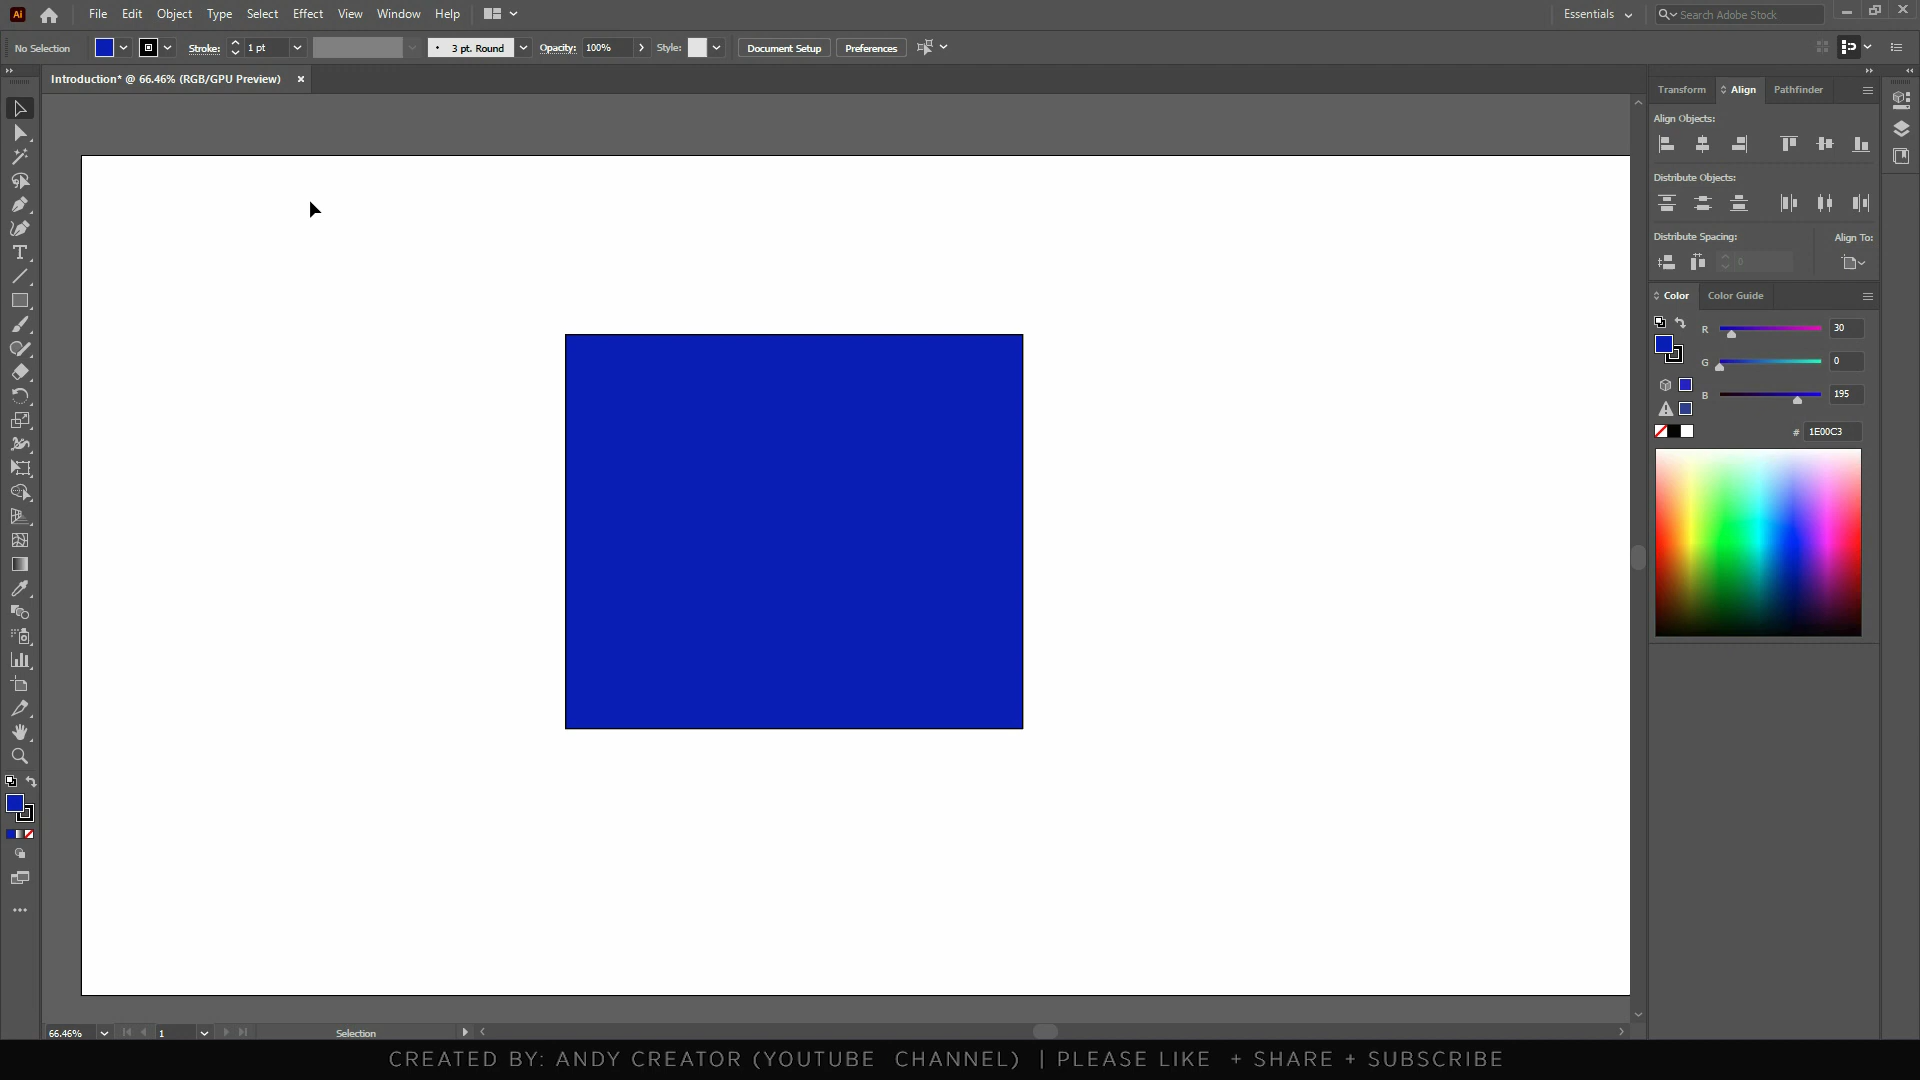 Ai File Edit Object Type Select Effect View Window Help Essentials Search Adobe Stock
No Selection Stroke: 1 pt 3 pt. Round Opacity: 100% Style: Document Setup Preferences
Introduction* @ 66.46% (RGB/GPU Preview) ×
Transform Align Pathfinder
Align Objects:
Distribute Objects:
Distribute Spacing: Align To:
0
Color Color Guide
R 30
G 0
B 195
# 1E00C3
66.46% 1 Selection
CREATED BY: ANDY CREATOR (YOUTUBE CHANNEL) | PLEASE LIKE + SHARE + SUBSCRIBE